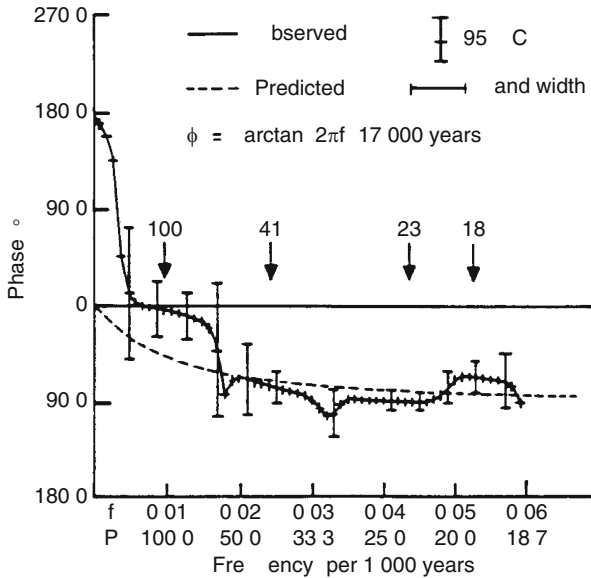 270 0
bserved
95 C
180 0
Predicted
and width
ϕ = arctan 2πf 17 000 years
90 0
100
41
23
18
Phase °
0
90 0
180 0
f 0 01 0 02 0 03 0 04 0 05 0 06
P 100 0 50 0 33 3 25 0 20 0 18 7
Fre ency per 1 000 years